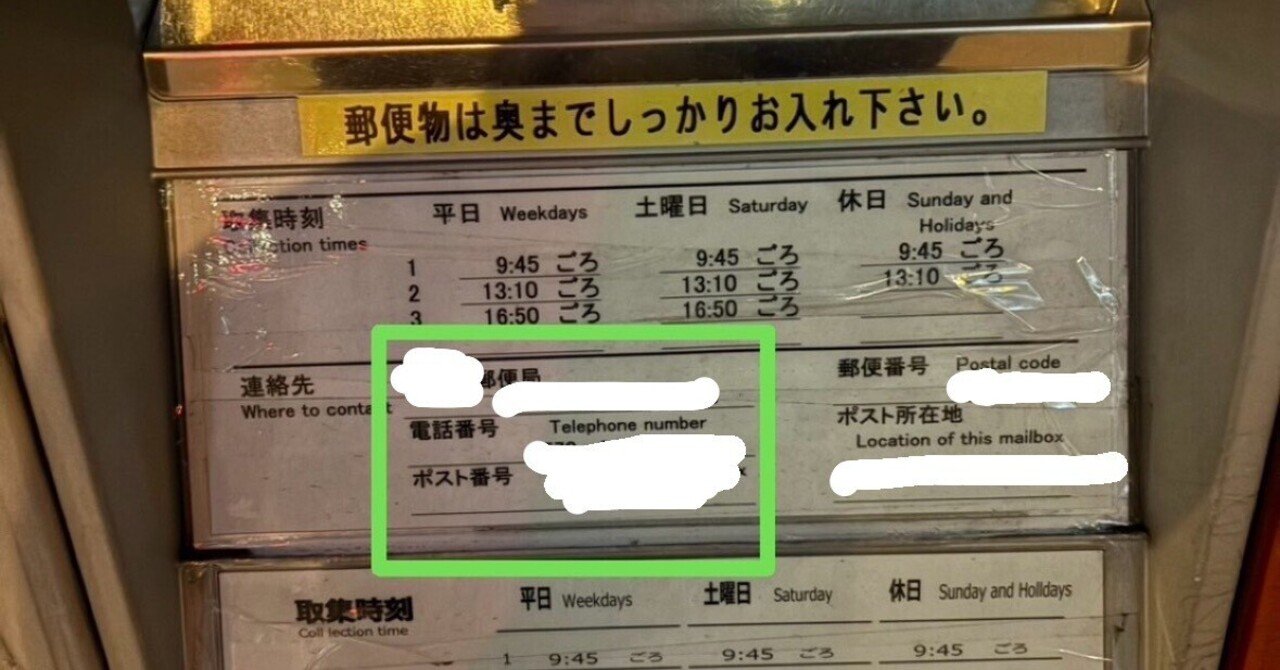 郵便物は奥までしっかりお入れ下さい。
取集時刻 平日 Weekdays 土曜日 Saturday 休日 Sunday and
Collection times Holidays
1 9:45 ごろ 9:45 ごろ 9:45 ごろ
2 13:10 ごろ 13:10 ごろ 13:10 ごろ
3 16:50 ごろ 16:50 ごろ
連絡先 郵便局 郵便番号 Postal code
Where to contact
電話番号 Telephone number ポスト所在地
Location of this mailbox
ポスト番号
取集時刻 平日 Weekdays 土曜日 Saturday 休日 Sunday and Holidays
Collection time
1 9:45 ごろ 9:45 ごろ 9:45 ごろ